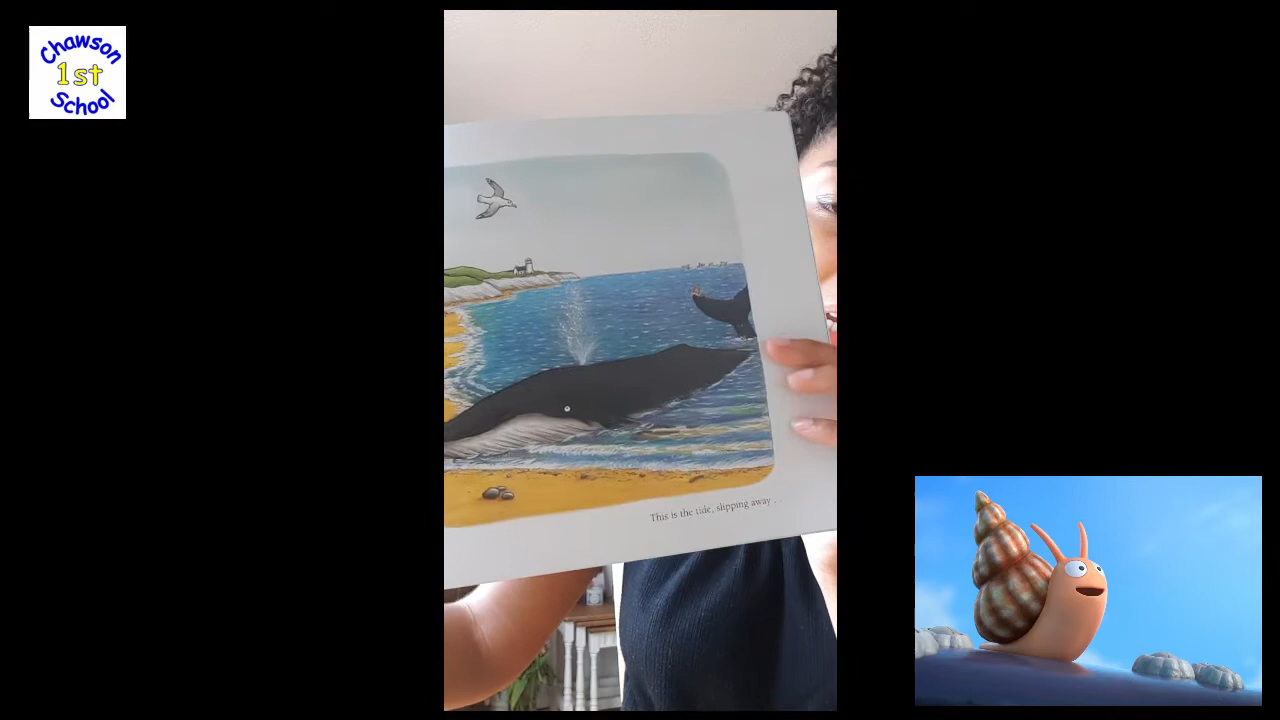 Chawson
1st
School
This is the tide, slipping away . .